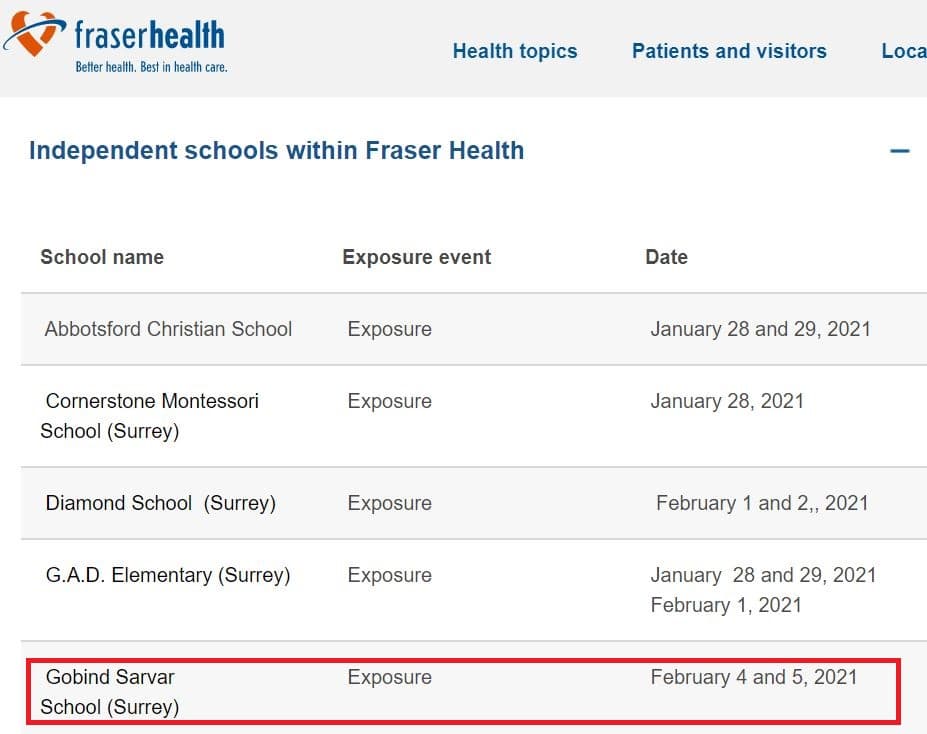 fraserhealth
Better health. Best in health care.
Health topics Patients and visitors Loca
Independent schools within Fraser Health
School name Exposure event Date
Abbotsford Christian School Exposure January 28 and 29, 2021
Cornerstone Montessori Exposure January 28, 2021
School (Surrey)
Diamond School  (Surrey) Exposure February 1 and 2,, 2021
G.A.D. Elementary (Surrey) Exposure January  28 and 29, 2021
February 1, 2021
Gobind Sarvar Exposure February 4 and 5, 2021
School (Surrey)